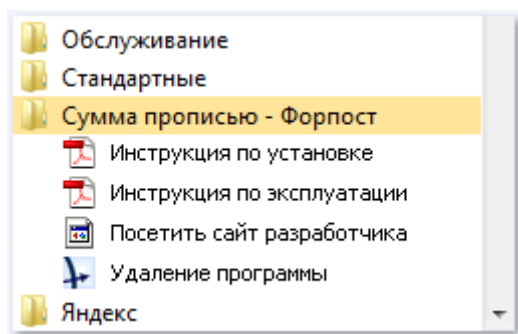 Обслуживание
Стандартные
Сумма прописью - Форпост
Инструкция по установке
Инструкция по эксплуатации
Посетить сайт разработчика
Удаление программы
Яндекс